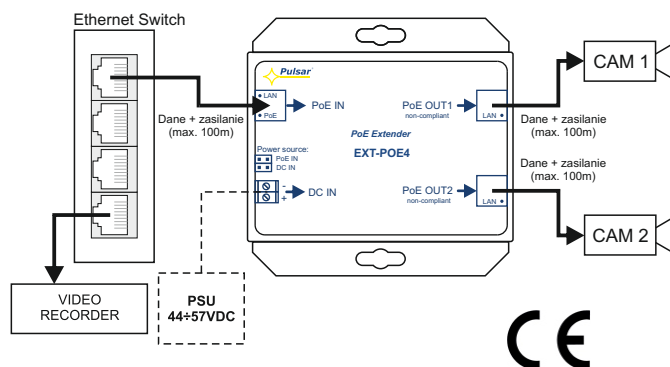 Ethernet Switch
Pulsar
LAN
PoE
PoE IN
Dane + zasilanie
(max. 100m)
Power source:
PoE IN
DC IN
-
+
DC IN
PoE Extender
EXT-POE4
PoE OUT1
non-compliant
LAN
PoE OUT2
non-compliant
LAN
CAM 1
Dane + zasilanie
(max. 100m)
Dane + zasilanie
(max. 100m)
CAM 2
VIDEO
RECORDER
PSU
44÷57VDC
CE